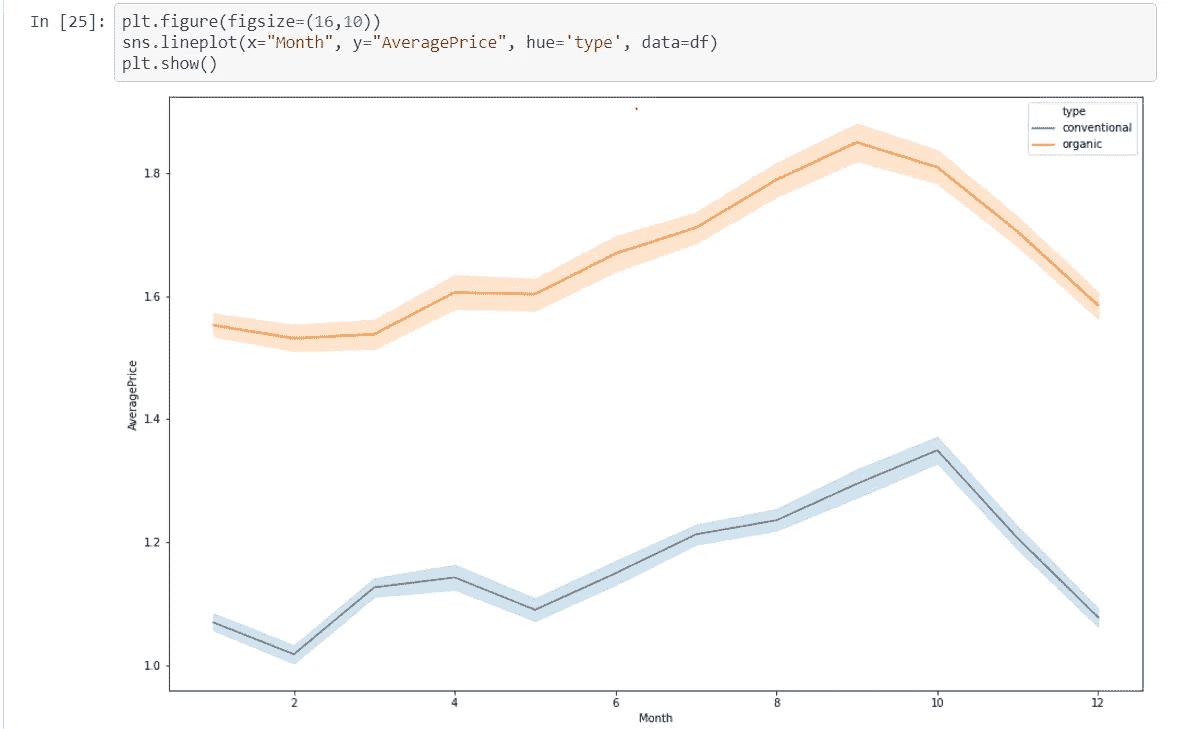 In [25]: plt.figure(figsize=(16,10))
sns.lineplot(x="Month", y="AveragePrice", hue='type', data=df)
plt.show()
type
conventional
organic
1.8
1.6
1.4
1.2
1.0
AveragePrice
2 4 6 8 10 12
Month